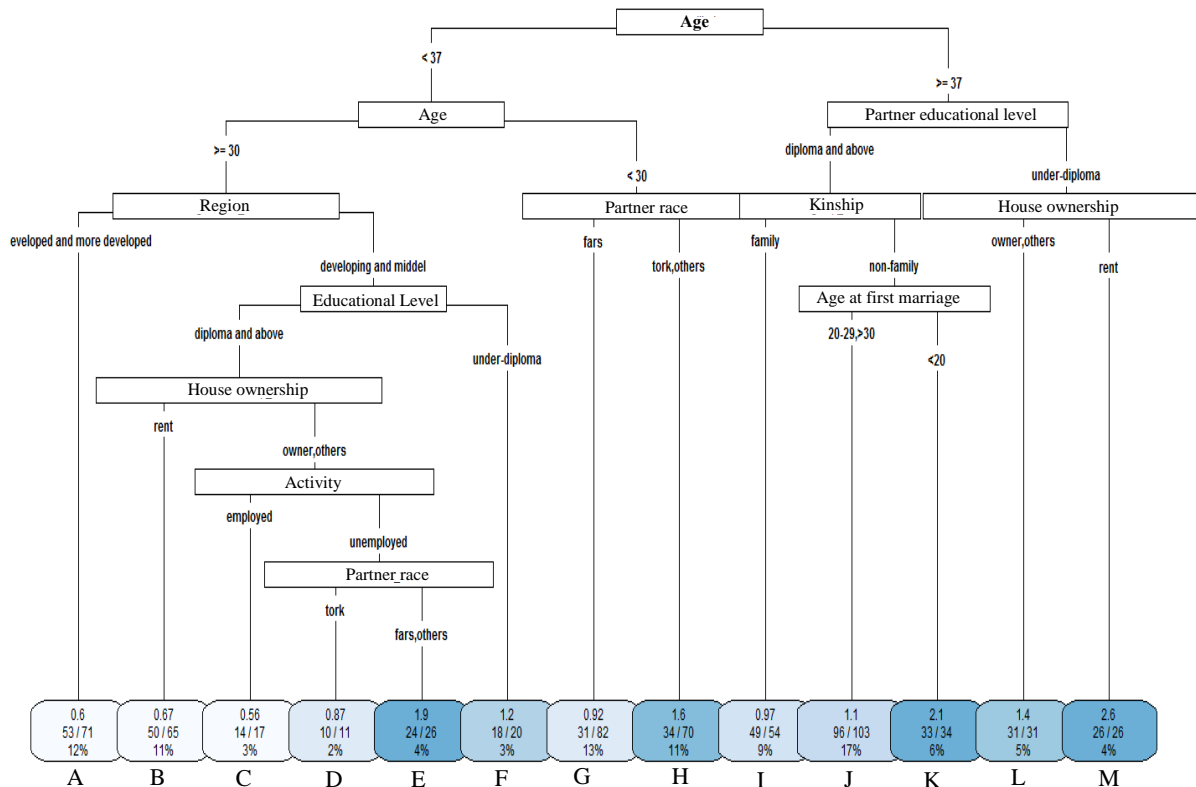 Age
< 37
>= 37
Age
Partner educational level
>= 30
diploma and above
< 30
under-diploma
Region
Partner race
Kinship
House ownership
eveloped and more developed
fars
family
owner,others
developing and middel
tork,others
non-family
rent
Educational Level
Age at first marriage
diploma and above
20-29,>30
under-diploma
<20
House ownership
rent
owner,others
Activity
employed
unemployed
Partner race
tork
fars,others
0.6 0.67 0.56 0.87 1.9 1.2 0.92 1.6 0.97 1.1 2.1 1.4 2.6
53 / 71 50 / 65 14 / 17 10 / 11 24 / 26 18 / 20 31 / 82 34 / 70 49 / 54 96 / 103 33 / 34 31 / 31 26 / 26
12% 11% 3% 2% 4% 3% 13% 11% 9% 17% 6% 5% 4%
A B C D E F G H I J K L M